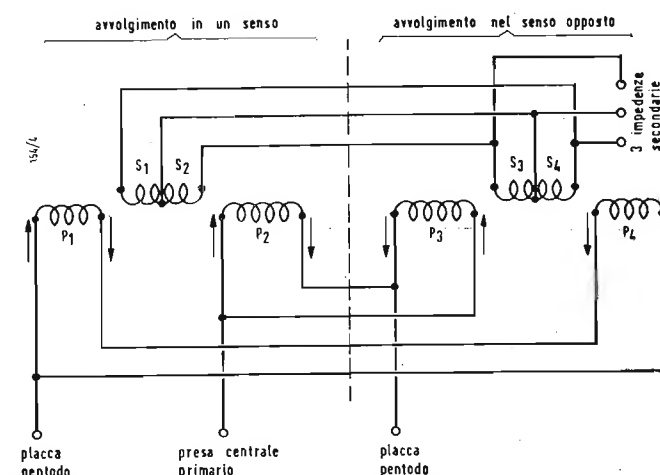 avvolgimento in un senso
avvolgimento nel senso opposto
154/4
3 impedenze
secondarie
S1
S2
S3
S4
P1
P2
P3
P4
placca
pentodo
presa centrale
primario
placca
pentodo